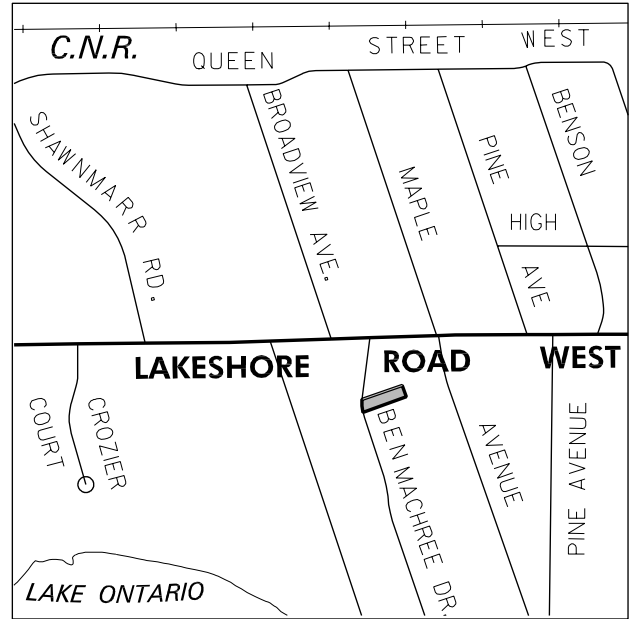 C.N.R.
QUEEN STREET WEST
SHAWNMARR RD.
BROADVIEW AVE.
MAPLE
PINE
BENSON
HIGH
AVE
LAKESHORE ROAD WEST
COURT
CROZIER
BEN MACHREE DR.
AVENUE
PINE AVENUE
LAKE ONTARIO